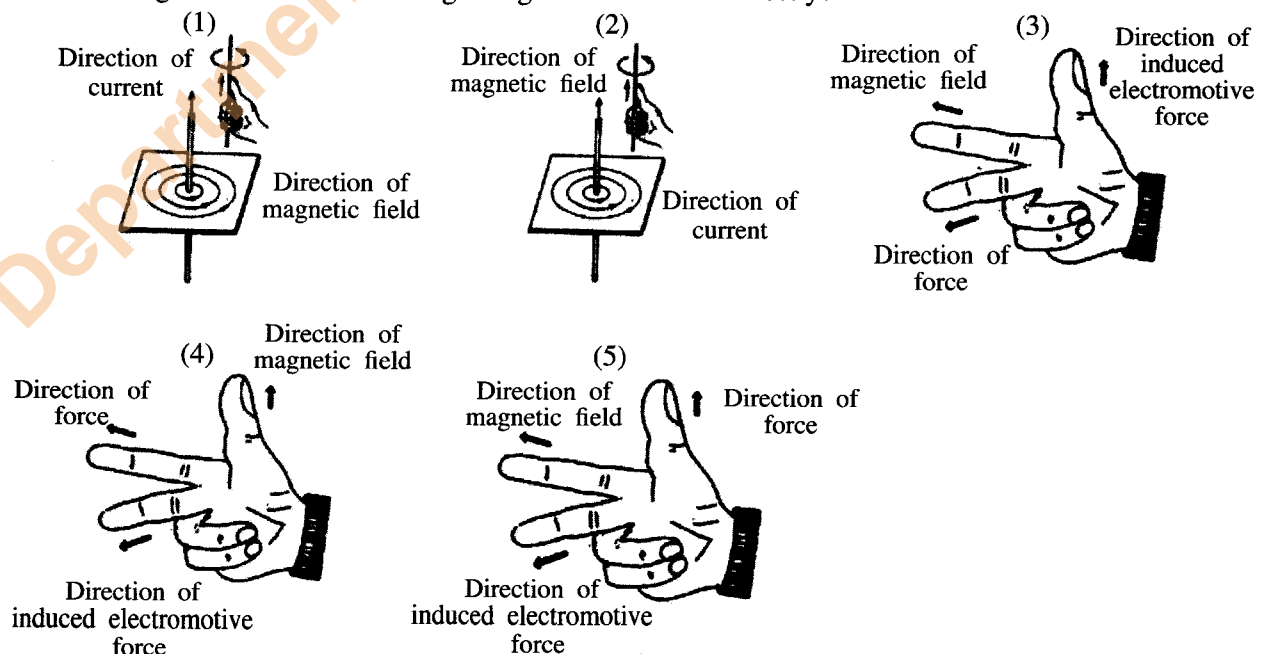 (1)
Direction of
current
Direction of
magnetic field
(2)
Direction of
magnetic field
Direction of
current
(3)
Direction of
magnetic field
Direction of
induced
electromotive
force
Direction of
force
(4)
Direction of
magnetic field
Direction of
force
Direction of
induced electromotive
force
(5)
Direction of
magnetic field
Direction of
force
Direction of
induced electromotive
force